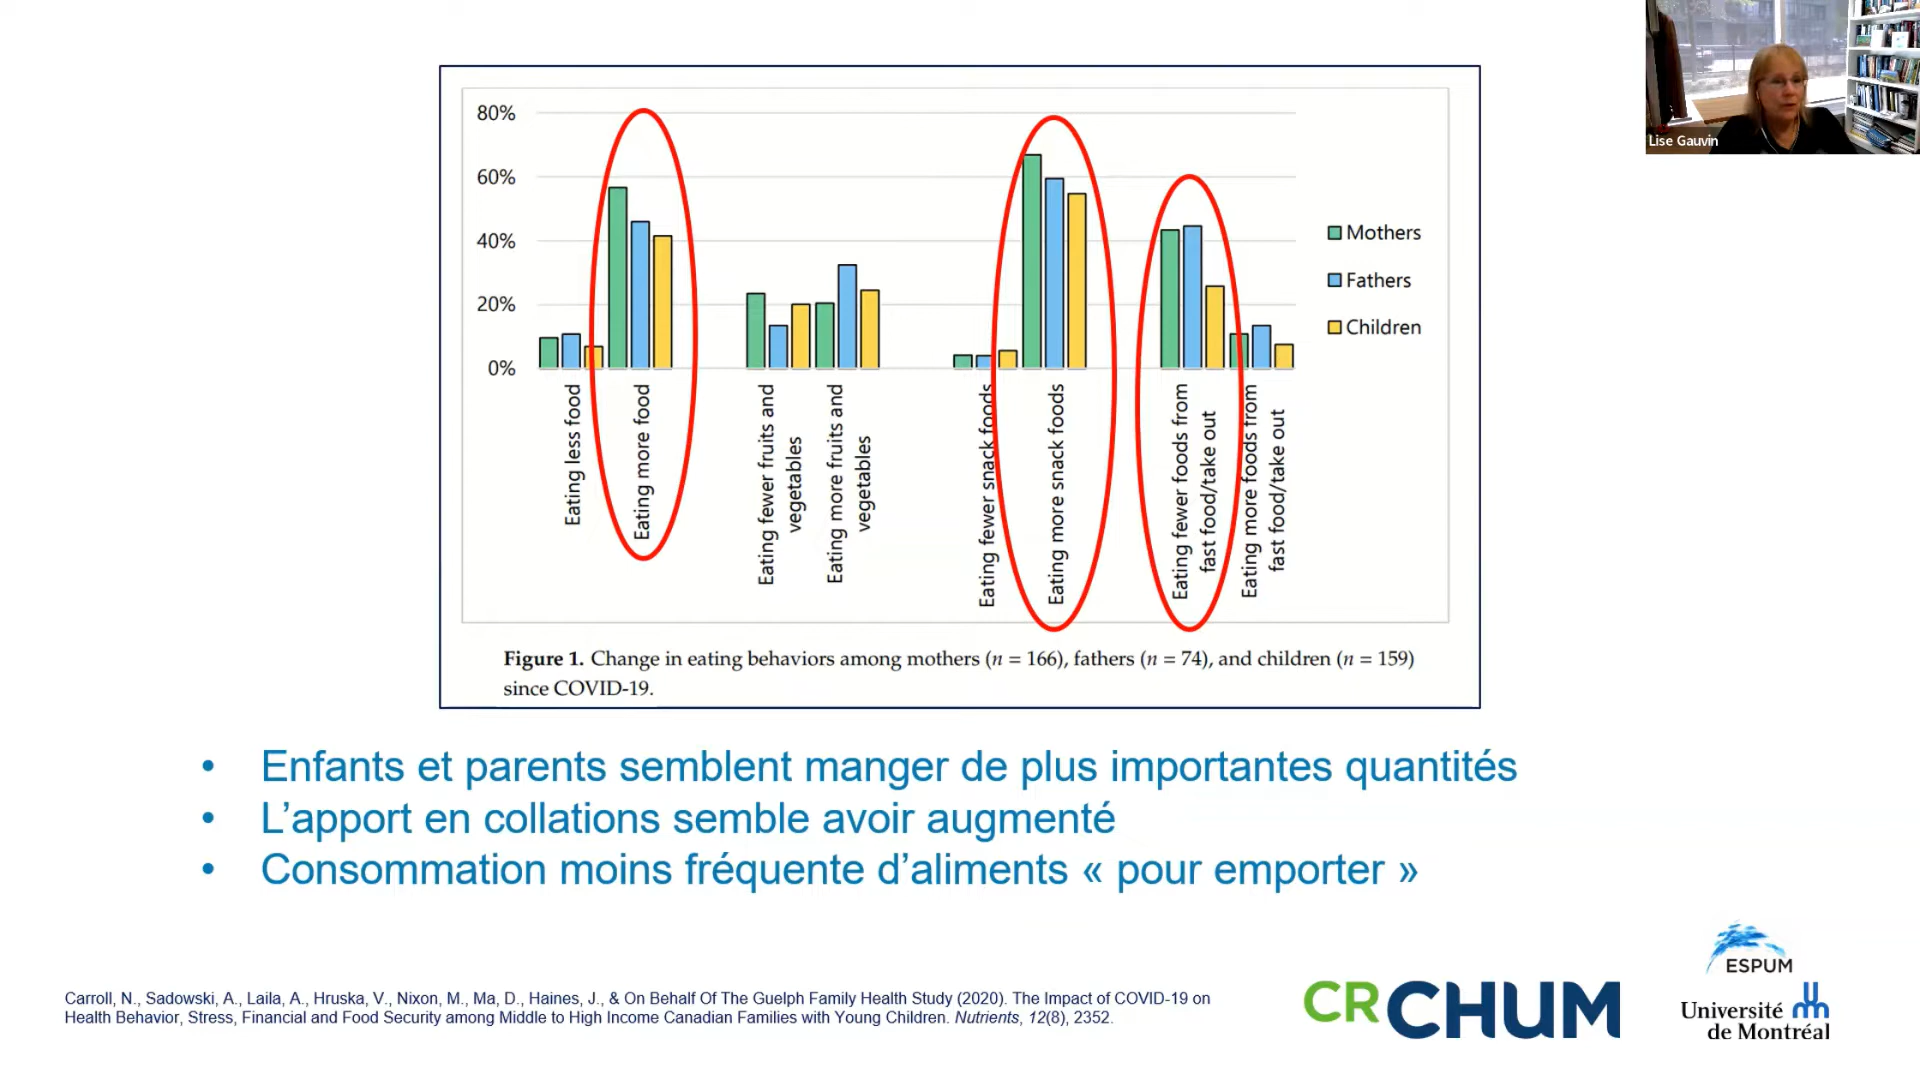 Lise Gauvin
80%
60%
40%
20%
0%
Mothers
Fathers
Children
Eating less food
Eating more food
Eating fewer fruits and
vegetables
Eating more fruits and
vegetables
Eating fewer snack foods
Eating more snack foods
Eating fewer foods from
fast food/take out
Eating more foods from
fast food/take out
Figure 1. Change in eating behaviors among mothers (n = 166), fathers (n = 74), and children (n = 159)
since COVID-19.
• Enfants et parents semblent manger de plus importantes quantités
• L’apport en collations semble avoir augmenté
• Consommation moins fréquente d’aliments « pour emporter »
Carroll, N., Sadowski, A., Laila, A., Hruska, V., Nixon, M., Ma, D., Haines, J., & On Behalf Of The Guelph Family Health Study (2020). The Impact of COVID-19 on
Health Behavior, Stress, Financial and Food Security among Middle to High Income Canadian Families with Young Children. Nutrients, 12(8), 2352.
CRCHUM
ESPUM
Université
de Montréal